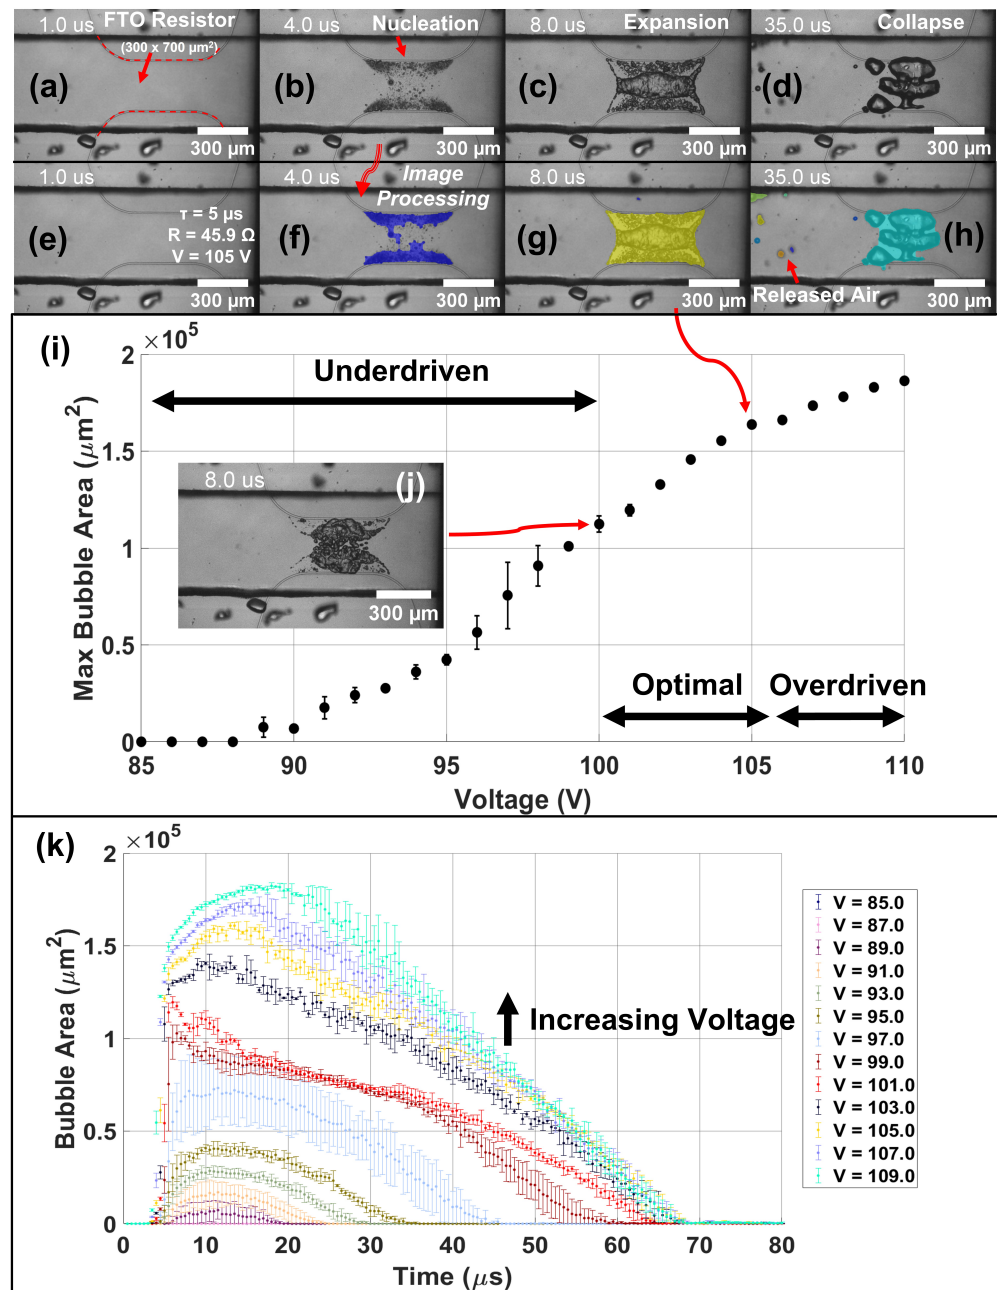 1.0 us FTO Resistor
(300 x 700 µm²)
(a)
300 µm
4.0 us Nucleation
(b)
300 µm
8.0 us Expansion
(c)
300 µm
35.0 us Collapse
(d)
300 µm
1.0 us
τ = 5 µs
R = 45.9 Ω
V = 105 V
(e)
300 µm
4.0 us Image
Processing
(f)
300 µm
8.0 us
(g)
300 µm
35.0 us
(h)
Released Air
300 µm
(i)
×10⁵
2
1.5
1
0.5
0
Max Bubble Area (μm²)
Underdriven
8.0 us
(j)
300 µm
Optimal
Overdriven
85 90 95 100 105 110
Voltage (V)
(k)
×10⁵
2
1.5
1
0.5
0
Bubble Area (μm²)
Increasing Voltage
0 10 20 30 40 50 60 70 80
Time (μs)
V = 85.0
V = 87.0
V = 89.0
V = 91.0
V = 93.0
V = 95.0
V = 97.0
V = 99.0
V = 101.0
V = 103.0
V = 105.0
V = 107.0
V = 109.0